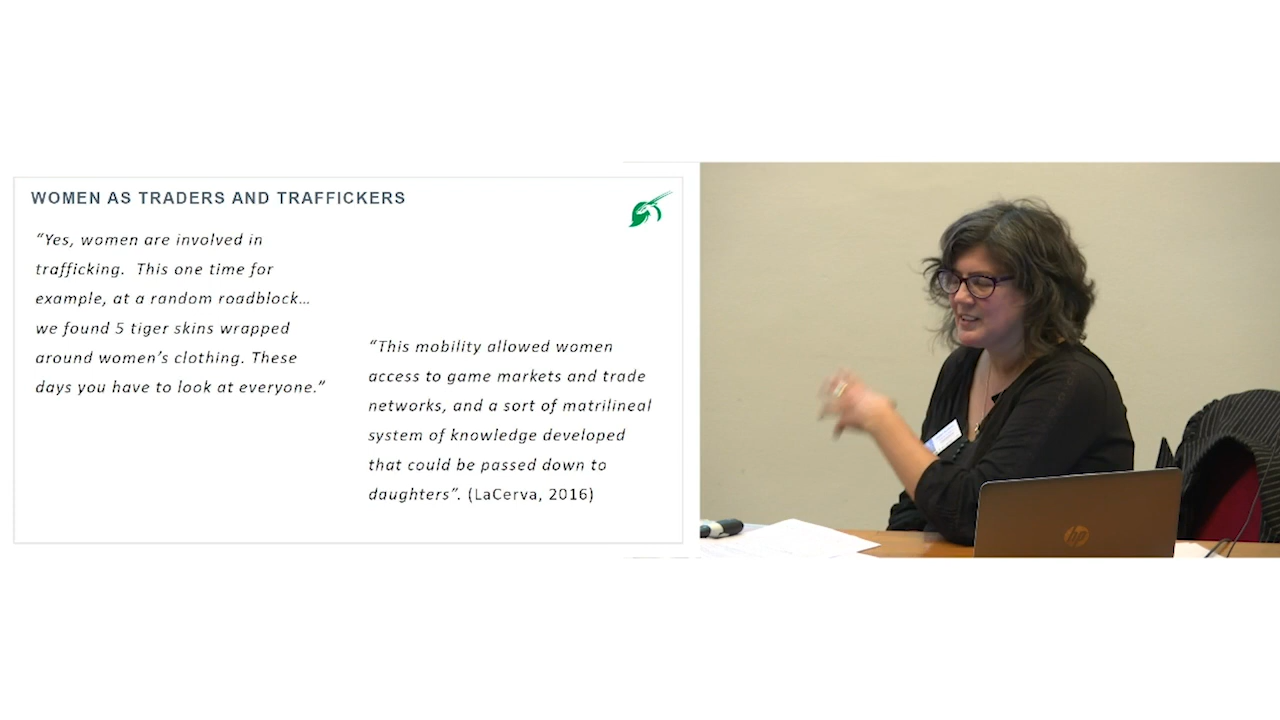 WOMEN AS TRADERS AND TRAFFICKERS
“Yes, women are involved in
trafficking.  This one time for
example, at a random roadblock…
we found 5 tiger skins wrapped
around women’s clothing. These
days you have to look at everyone.”
“This mobility allowed women
access to game markets and trade
networks, and a sort of matrilineal
system of knowledge developed
that could be passed down to
daughters”. (LaCerva, 2016)
hp